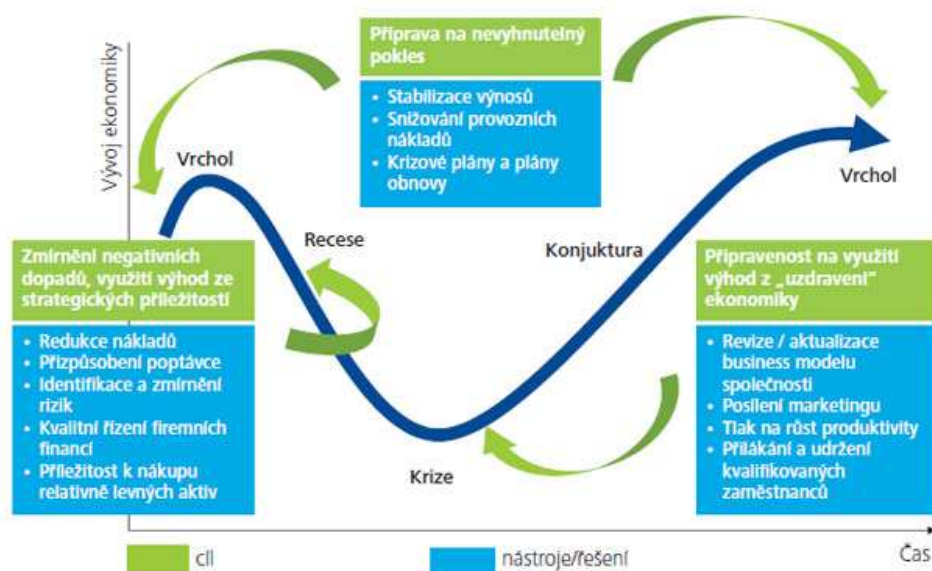 Vývoj ekonomiky
Příprava na nevyhnutelný
pokles
• Stabilizace výnosů
• Snižování provozních
nákladů
• Krizové plány a plány
obnovy
Vrchol
Vrchol
Recese
Konjuktura
Zmírnění negativních
dopadů, využití výhod ze
strategických příležitostí
• Redukce nákladů
• Přizpůsobení poptávce
• Identifikace a zmírnění
rizik
• Kvalitní řízení firemních
financí
• Příležitost k nákupu
relativně levných aktiv
Připravenost na využití
výhod z „uzdravení“
ekonomiky
• Revize / aktualizace
business modelu
společnosti
• Posílení marketingu
• Tlak na růst produktivity
• Přilákání a udržení
kvalifikovaných
zaměstnanců
Krize
cíl
nástroje/řešení
Čas